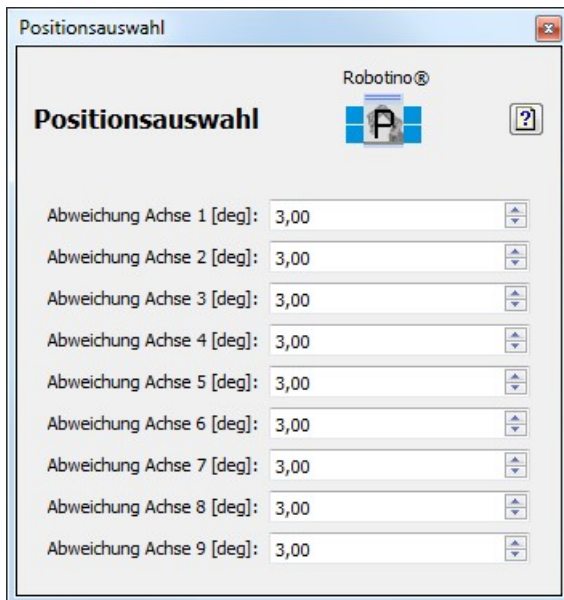 Positionsauswahl
Robotino®
Positionsauswahl
P
?
Abweichung Achse 1 [deg]: 3,00
Abweichung Achse 2 [deg]: 3,00
Abweichung Achse 3 [deg]: 3,00
Abweichung Achse 4 [deg]: 3,00
Abweichung Achse 5 [deg]: 3,00
Abweichung Achse 6 [deg]: 3,00
Abweichung Achse 7 [deg]: 3,00
Abweichung Achse 8 [deg]: 3,00
Abweichung Achse 9 [deg]: 3,00